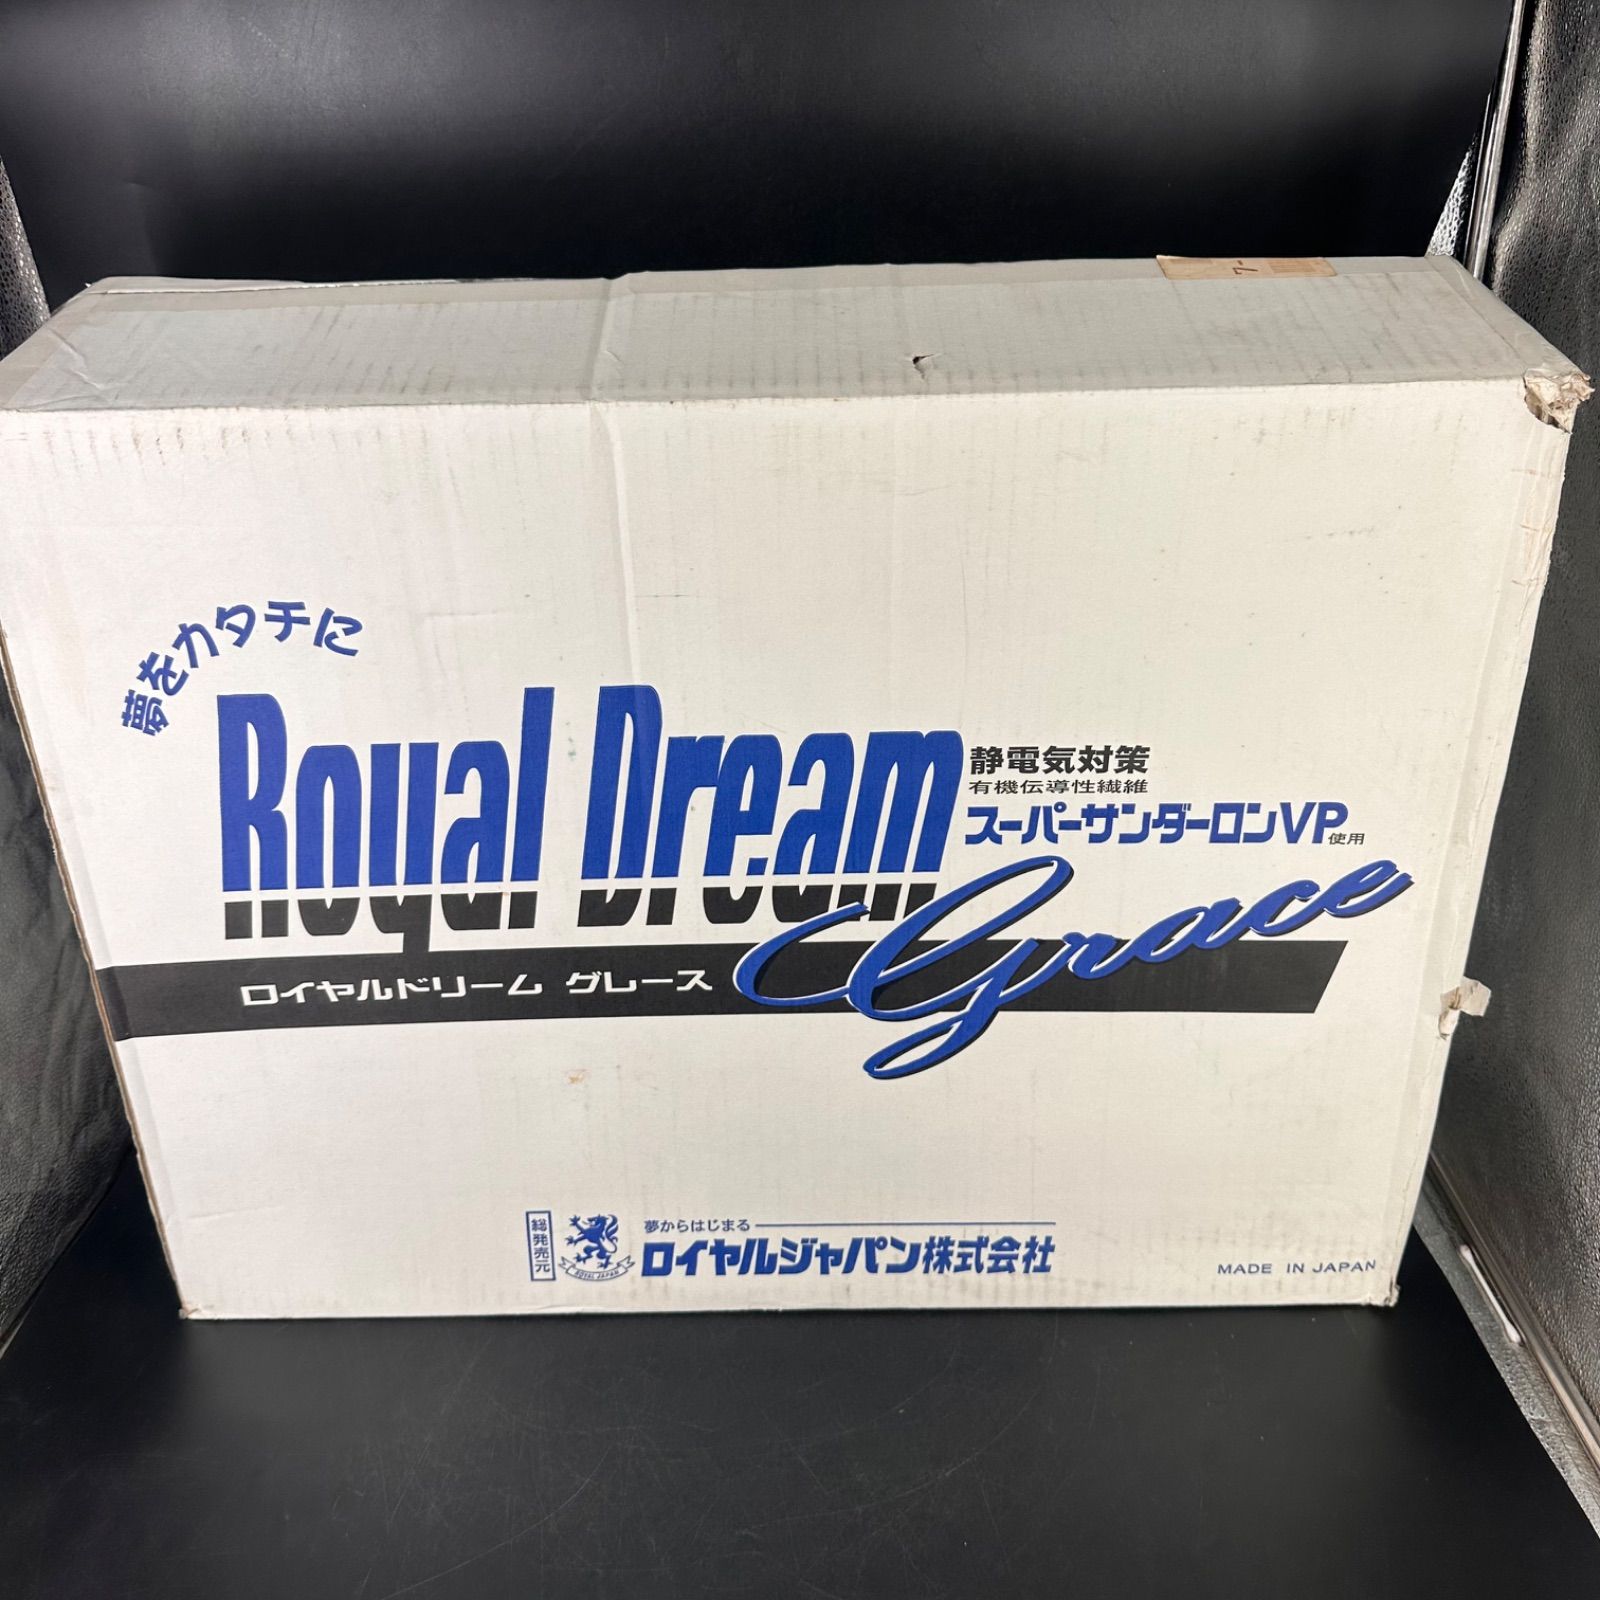 夢をカタチに
Royal Dream
静電気対策
有機伝導性繊維
スーパーサンダーロンVP使用
Grace
ロイヤルドリーム グレース
総発売元
ROYAL JAPAN
夢からはじまる
ロイヤルジャパン株式会社
MADE IN JAPAN